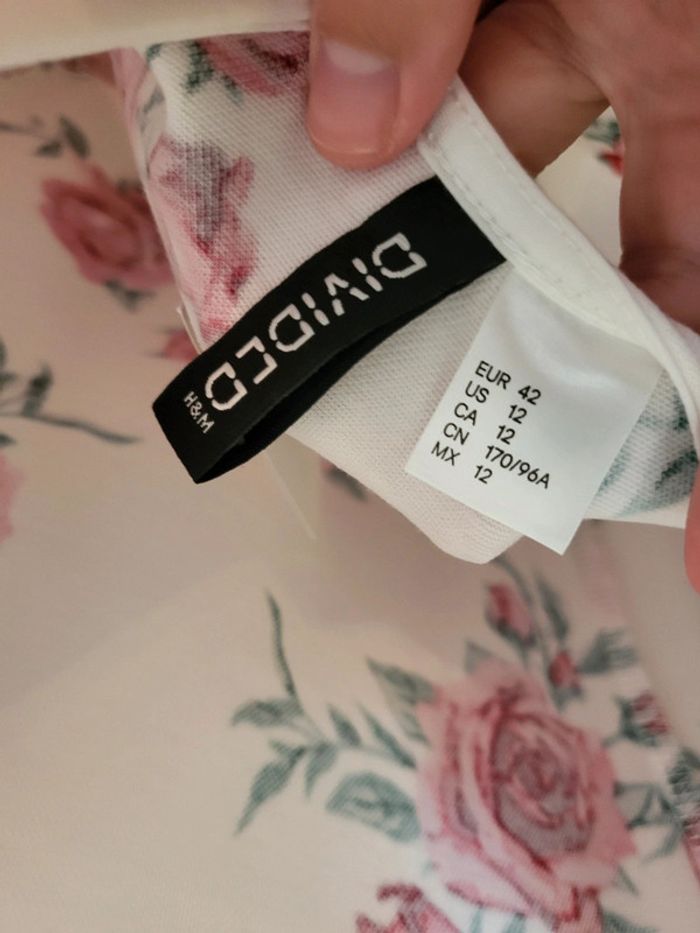 DIVIDED
H&M
EUR 42
US 12
CA 12
CN 170/96A
MX 12